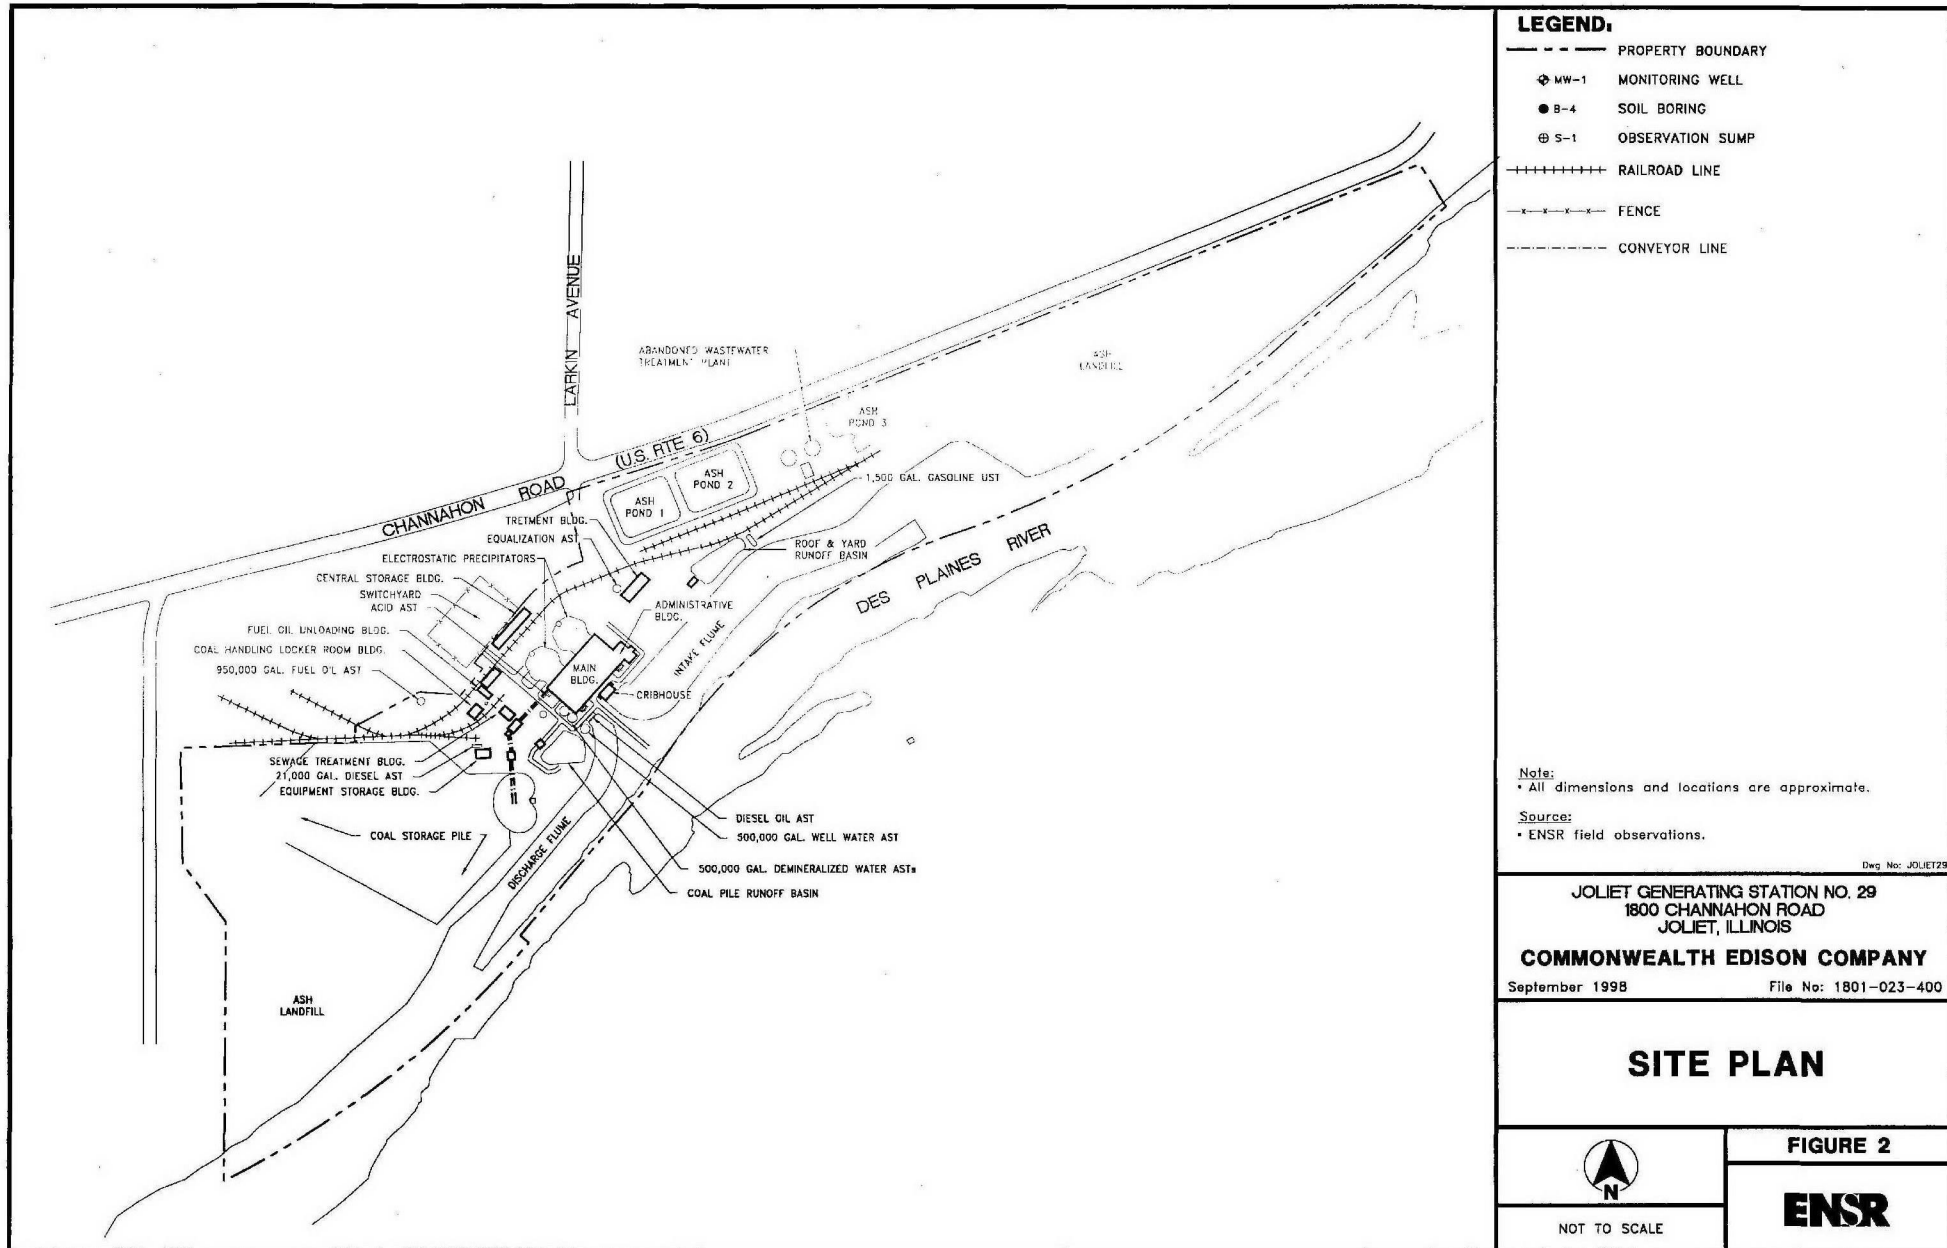 LEGEND:
PROPERTY BOUNDARY
MW-1 MONITORING WELL
B-4 SOIL BORING
S-1 OBSERVATION SUMP
RAILROAD LINE
FENCE
CONVEYOR LINE
LARKIN AVENUE
ABANDONED WASTEWATER
TREATMENT PLANT
ASH
LANDFILL
ASH
POND 3
(U.S. RTE 6)
CHANNAHON ROAD
ASH
POND 2
ASH
POND 1
1,500 GAL. GASOLINE UST
TRETMENT BLDG.
EQUALIZATION AST
ELECTROSTATIC PRECIPITATORS
ROOF & YARD
RUNOFF BASIN
DES PLAINES RIVER
CENTRAL STORAGE BLDG.
SWITCHYARD
ACID AST
ADMINISTRATIVE
BLDG.
FUEL OIL UNLOADING BLDG.
COAL HANDLING LOCKER ROOM BLDG.
950,000 GAL. FUEL OIL AST
INTAKE FLUME
MAIN
BLDG.
CRIBHOUSE
SEWAGE TREATMENT BLDG.
21,000 GAL. DIESEL AST
EQUIPMENT STORAGE BLDG.
COAL STORAGE PILE
DISCHARGE FLUME
DIESEL OIL AST
500,000 GAL. WELL WATER AST
500,000 GAL. DEMINERALIZED WATER ASTs
COAL PILE RUNOFF BASIN
ASH
LANDFILL
Note:
• All dimensions and locations are approximate.
Source:
• ENSR field observations.
Dwg No: JOLIET29
JOLIET GENERATING STATION NO. 29
1800 CHANNAHON ROAD
JOLIET, ILLINOIS
COMMONWEALTH EDISON COMPANY
September 1998 File No: 1801-023-400
SITE PLAN
N
NOT TO SCALE
FIGURE 2
ENSR